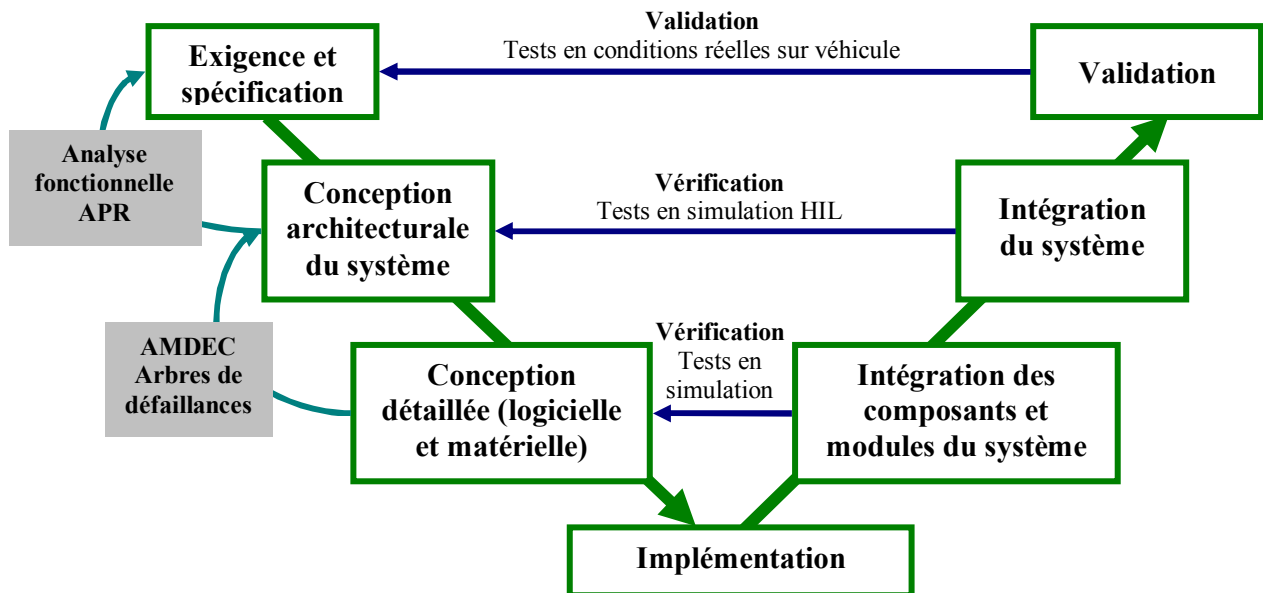 Validation
Tests en conditions réelles sur véhicule
Exigence et
spécification
Validation
Analyse
fonctionnelle
APR
Conception
architecturale
du système
Vérification
Tests en simulation HIL
Intégration
du système
AMDEC
Arbres de
défaillances
Conception
détaillée (logicielle
et matérielle)
Vérification
Tests en
simulation
Intégration des
composants et
modules du système
Implémentation